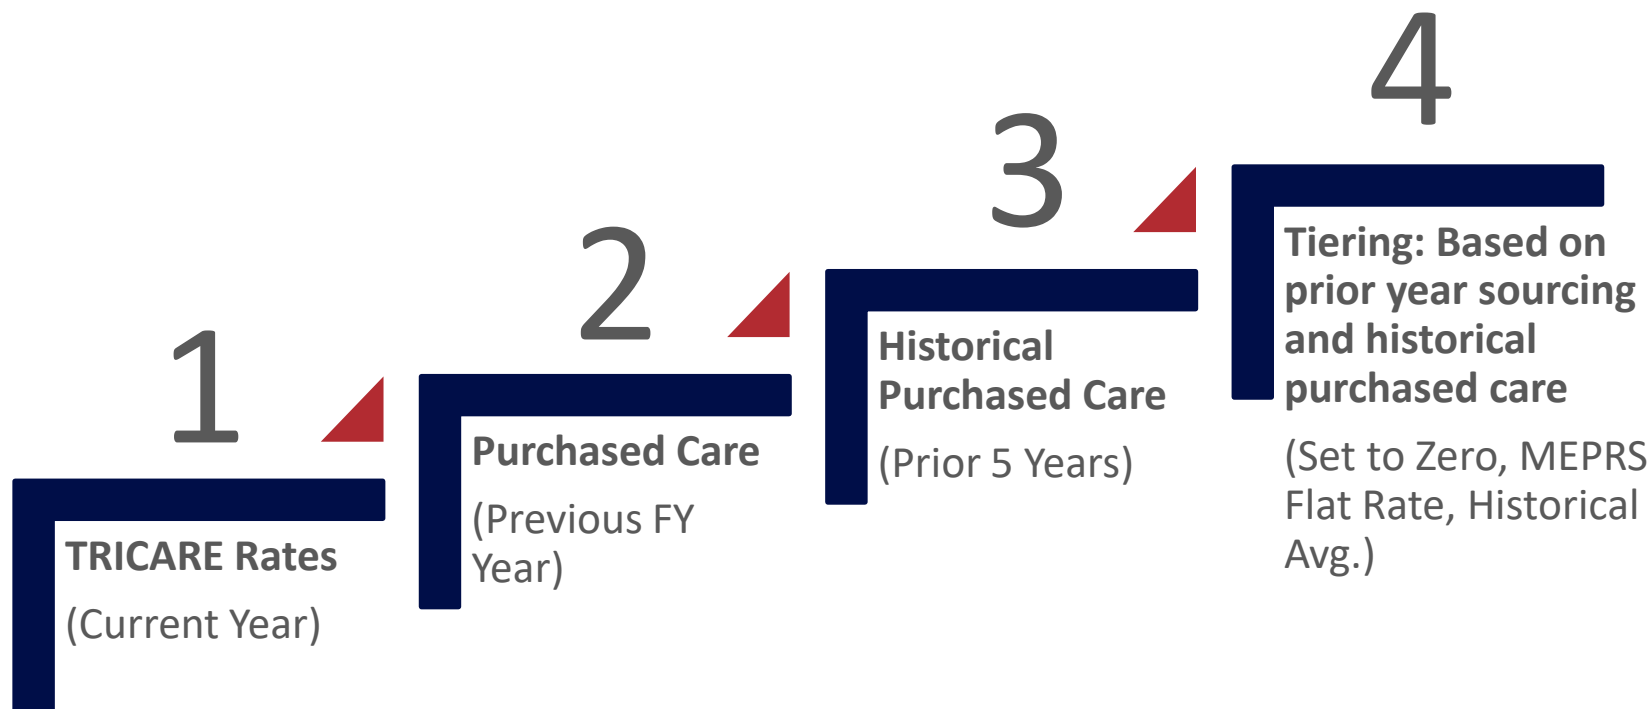 1
TRICARE Rates
(Current Year)
2
Purchased Care
(Previous FY
Year)
3
Historical
Purchased Care
(Prior 5 Years)
4
Tiering: Based on
prior year sourcing
and historical
purchased care
(Set to Zero, MEPRS
Flat Rate, Historical
Avg.)